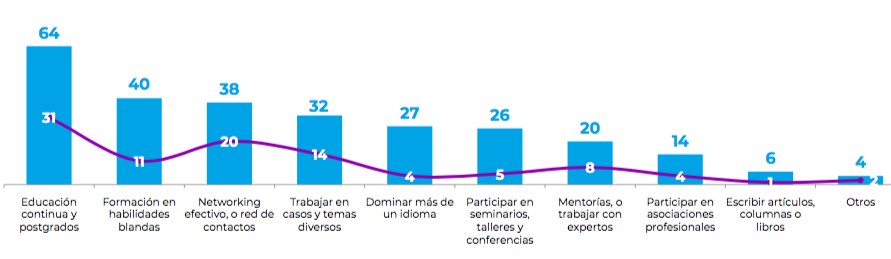 64
40
38
32
27
26
20
14
6
4
31
11
20
14
4
5
8
4
1
2
Educación
continua y
postgrados
Formación en
habilidades
blandas
Networking
efectivo, o red de
contactos
Trabajar en
casos y temas
diversos
Dominar más de
un idioma
Participar en
seminarios,
talleres y
conferencias
Mentorías, o
trabajar con
expertos
Participar en
asociaciones
profesionales
Escribir artículos,
columnas o
libros
Otros